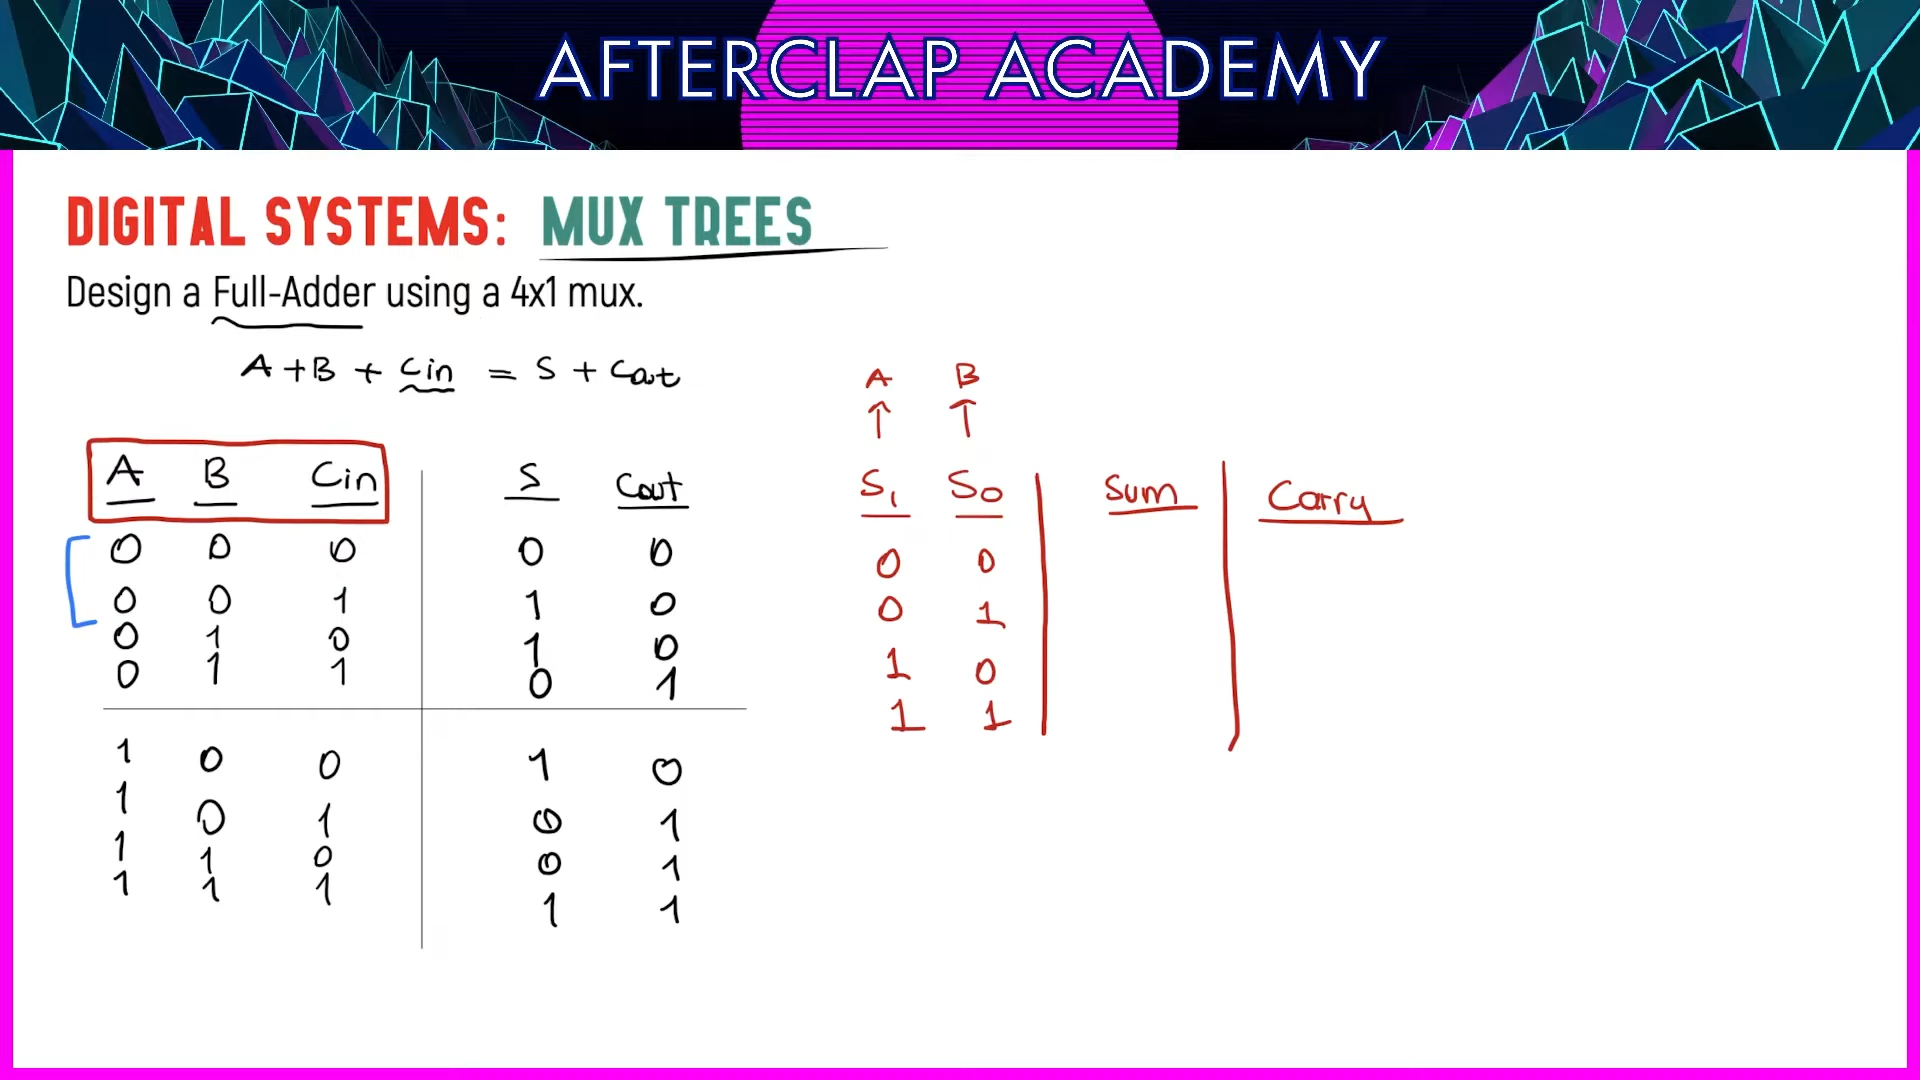 AFTERCLAP ACADEMY
DIGITAL SYSTEMS: MUX TREES
Design a Full-Adder using a 4x1 mux.
A + B + Cin = S + Cout
A B Cin S Cout
0 0 0 0 0
0 0 1 1 0
0 1 0 1 0
0 1 1 0 1
1 0 0 1 0
1 0 1 0 1
1 1 0 0 1
1 1 1 1 1
A B
↑ ↑
S1 S0 Sum Carry
0 0
0 1
1 0
1 1